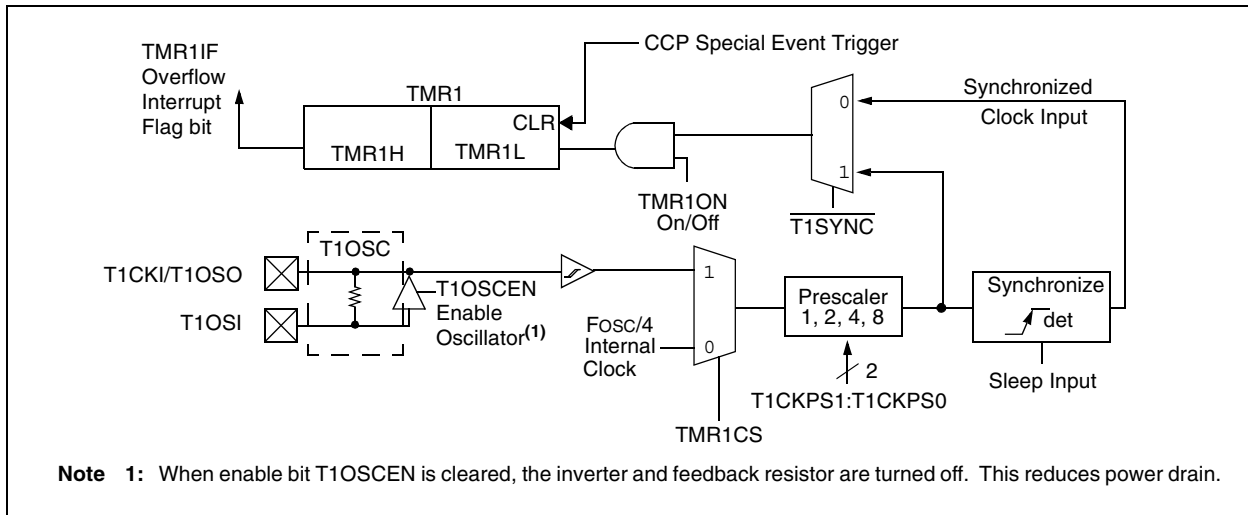 TMR1IF
Overflow
Interrupt
Flag bit
TMR1
CCP Special Event Trigger
CLR
TMR1H
TMR1L
TMR1ON
On/Off
0
1
T1SYNC
Synchronized
Clock Input
T1OSC
T1CKI/T1OSO
T1OSI
T1OSCEN
Enable
Oscillator(1)
FOSC/4
Internal
Clock
1
0
TMR1CS
Prescaler
1, 2, 4, 8
2
T1CKPS1:T1CKPS0
Synchronize
det
Sleep Input
Note 1: When enable bit T1OSCEN is cleared, the inverter and feedback resistor are turned off. This reduces power drain.